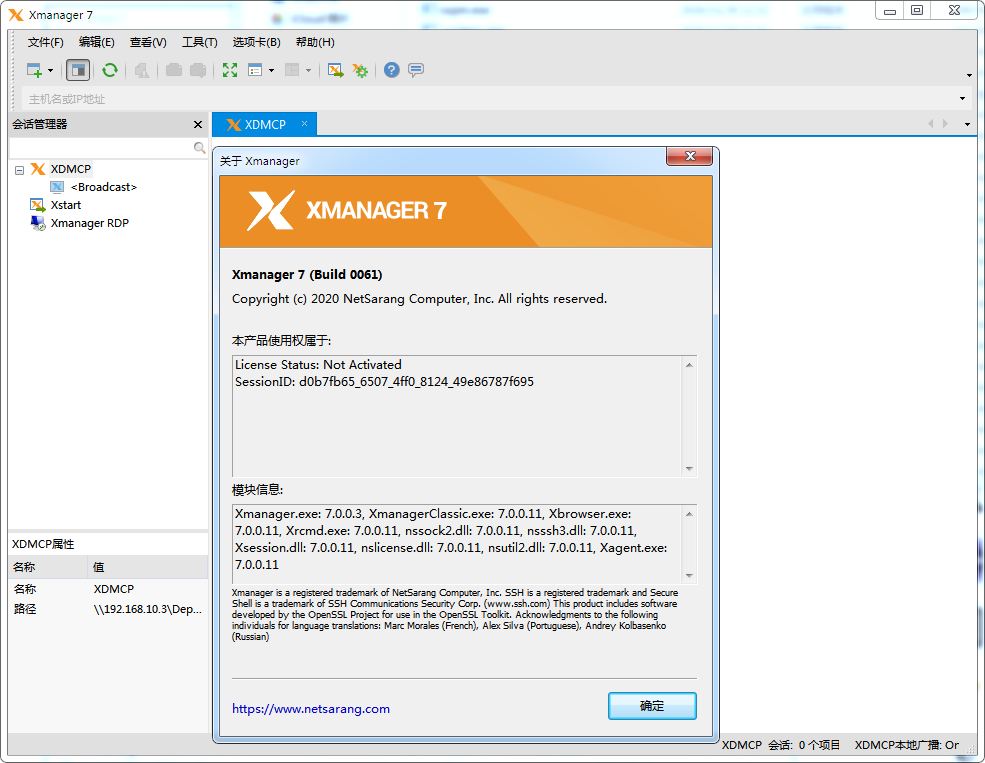 Xmanager 7
文件(F) 编辑(E) 查看(V) 工具(T) 选项卡(B) 帮助(H)
主机名或IP地址
会话管理器
XDMCP
XDMCP
<Broadcast>
Xstart
Xmanager RDP
关于 Xmanager
XMANAGER 7
Xmanager 7 (Build 0061)
Copyright (c) 2020 NetSarang Computer, Inc. All rights reserved.
本产品使用权属于:
License Status: Not Activated
SessionID: d0b7fb65_6507_4ff0_8124_49e86787f695
模块信息:
Xmanager.exe: 7.0.0.3, XmanagerClassic.exe: 7.0.0.11, Xbrowser.exe:
7.0.0.11, Xrcmd.exe: 7.0.0.11, nssock2.dll: 7.0.0.11, nsssh3.dll: 7.0.0.11,
Xsession.dll: 7.0.0.11, nslicense.dll: 7.0.0.11, nsutil2.dll: 7.0.0.11, Xagent.exe:
7.0.0.11
Xmanager is a registered trademark of NetSarang Computer, Inc. SSH is a registered trademark and Secure
Shell is a trademark of SSH Communications Security Corp. (www.ssh.com) This product includes software
developed by the OpenSSL Project for use in the OpenSSL Toolkit. Acknowledgments to the following
individuals for language translations: Marc Morales (French), Alex Silva (Portuguese), Andrey Kolbasenko
(Russian)
https://www.netsarang.com
确定
XDMCP属性
名称 值
名称 XDMCP
路径 \\192.168.10.3\Dep...
XDMCP 会话: 0 个项目 XDMCP本地广播: Or